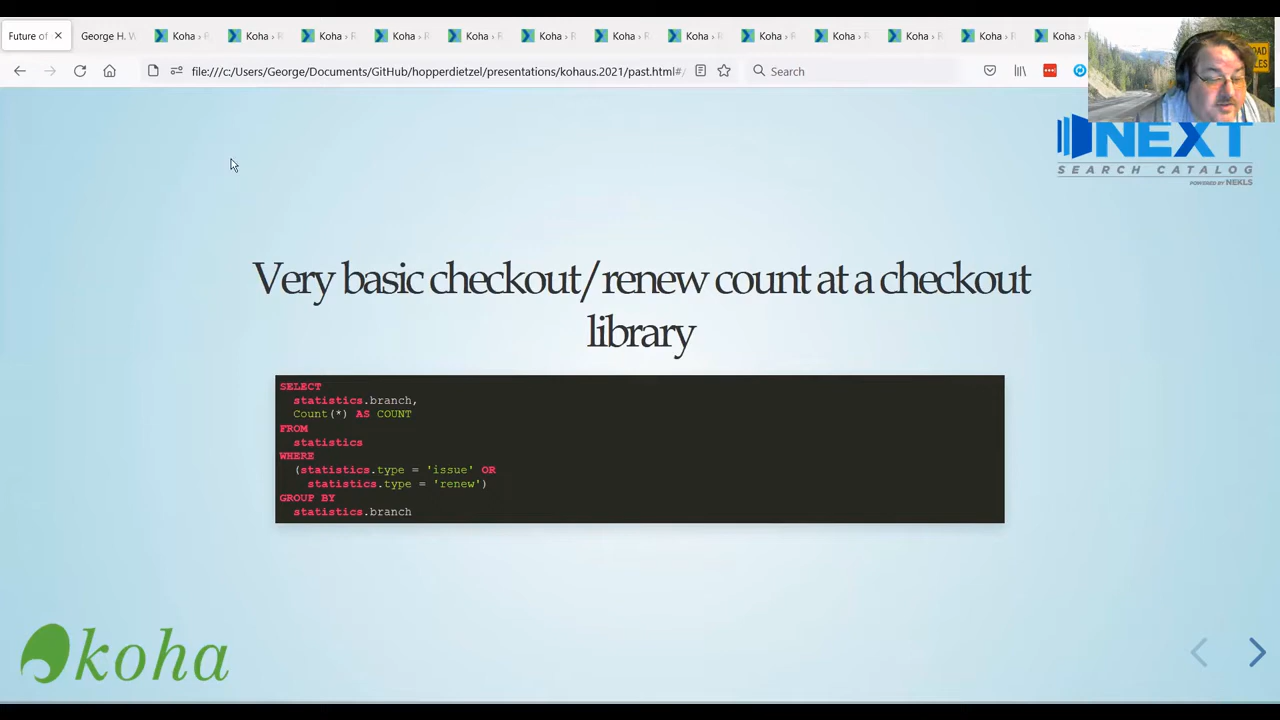 Future of
George H. W
Koha › R
Koha › R
Koha › R
Koha › R
Koha › R
Koha › R
Koha › R
Koha › R
Koha › R
Koha › R
Koha › R
Koha › R
Koha › R
file:///c:/Users/George/Documents/GitHub/hopperdietzel/presentations/kohaus.2021/past.html#/
Search
NEXT
SEARCH CATALOG
POWERED BY NEKLS
Very basic checkout/renew count at a checkout
library
SELECT
statistics.branch,
Count(*) AS COUNT
FROM
statistics
WHERE
(statistics.type = 'issue' OR
statistics.type = 'renew')
GROUP BY
statistics.branch
koha